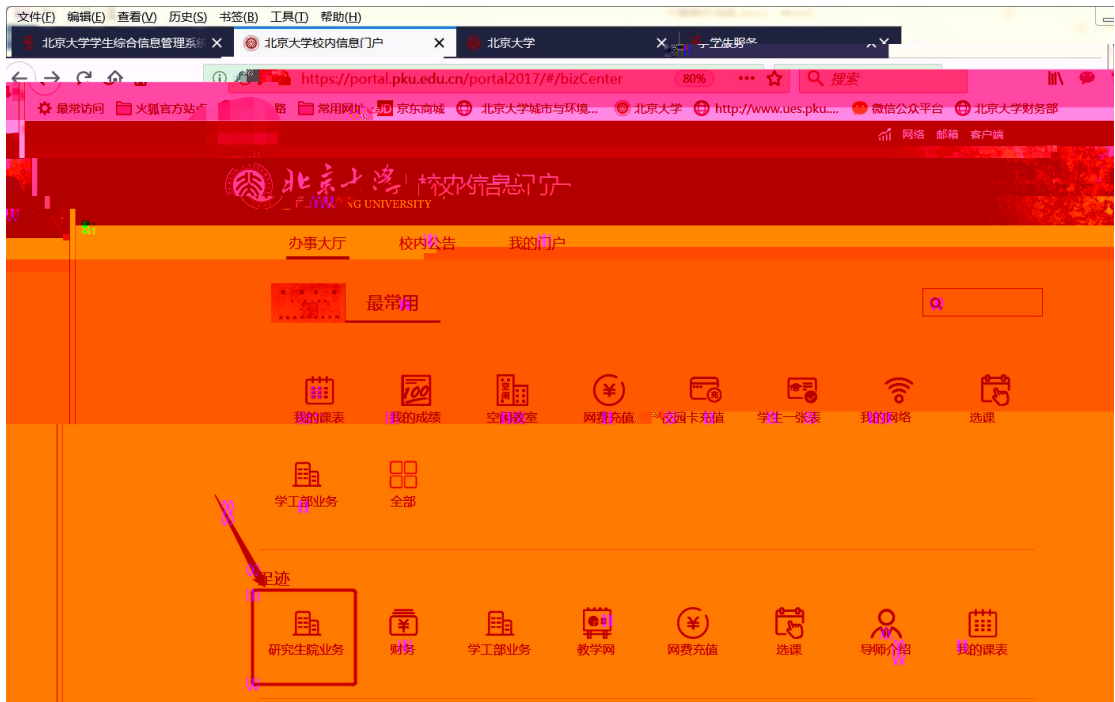 文件(F) 编辑(E) 查看(V) 历史(S) 书签(B) 工具(T) 帮助(H)
北京大学学生综合信息管理系统 × 北京大学校内信息门户 × 北京大学 ×
https://portal.pku.edu.cn/portal2017/#/bizCenter 80% 搜索
最常访问 火狐官方站点 常用网址 JD 京东商城 北京大学城市与环境... 北京大学 http://www.ues.pku.... 微信公众平台 北京大学财务部
网络 邮箱 客户端
北京大学 校内信息门户
UNIVERSITY
办事大厅 校内公告 我的门户
最常用
我的课表 我的成绩 空闲教室 网费充值 校园卡充值 学生一张表 我的网络 选课
学工部业务 全部
足迹
研究生院业务 财务 学工部业务 教学网 网费充值 选课 导师介绍 我的课表